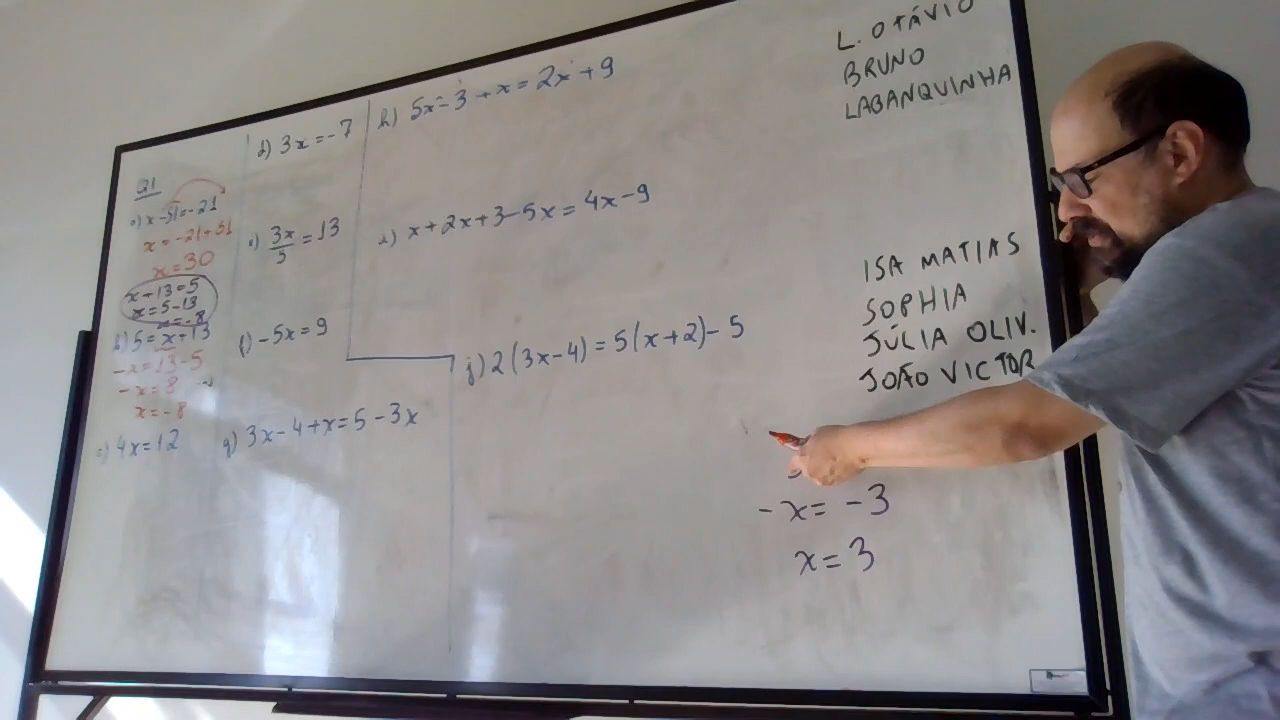 Q1
a) x-51=-21
x = -21+51
x = 30
x+13=5
x=5-13
x=-8
b) 5 = x+13
-x = 13-5
-x = 8
x = -8
c) 4x=12
d) 3x = -7
e) 3x/5 = 13
f) -5x = 9
g) 3x-4+x=5-3x
h) 5x-3+x=2x+9
i) x+2x+3-5x=4x-9
j) 2(3x-4)=5(x+2)-5
L. OTÁVIO
BRUNO
LABANQUINHA
ISA MATIAS
SOPHIA
JÚLIA OLIV.
JOÃO VICTOR
-x = -3
x = 3